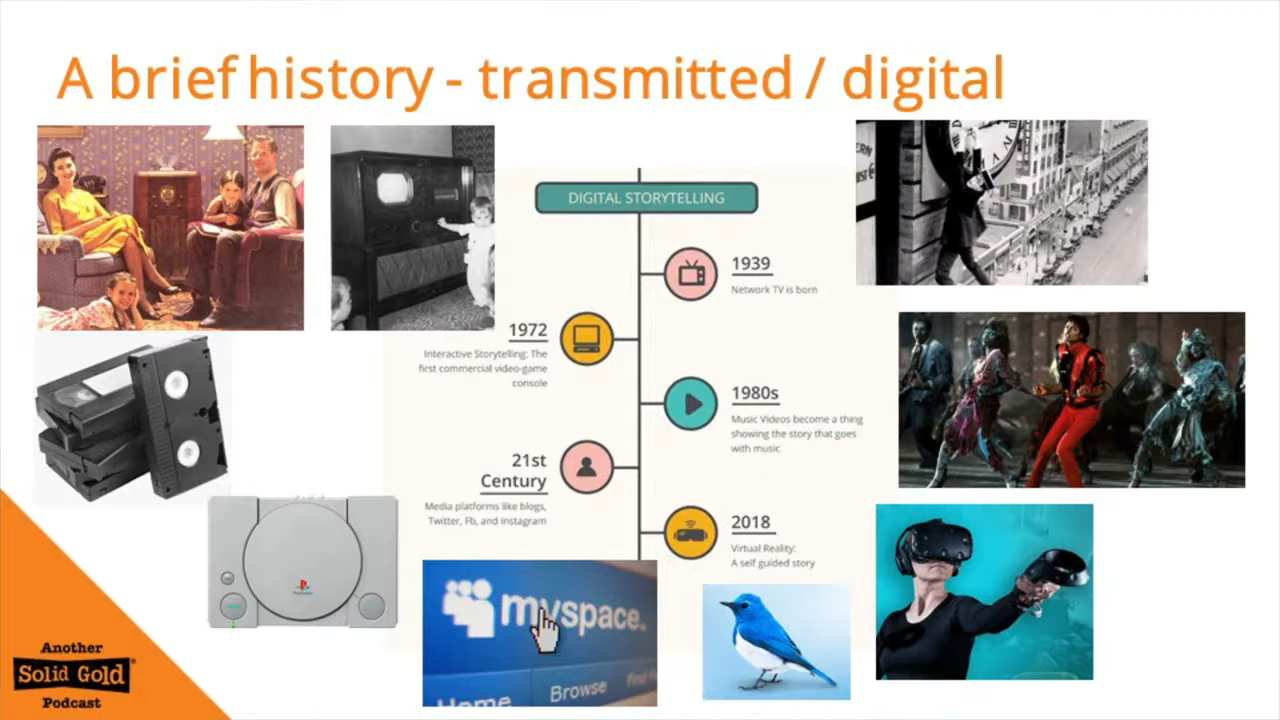 A brief history - transmitted / digital
DIGITAL STORYTELLING
1939
Network TV is born
1972
Interactive Storytelling: The
first commercial video-game
console
1980s
Music Videos become a thing
showing the story that goes
with music
21st
Century
Media platforms like blogs,
Twitter, Fb, and Instagram
2018
Virtual Reality:
A self guided story
PlayStation
myspace.
Home
Browse
Another
Solid Gold
Podcast